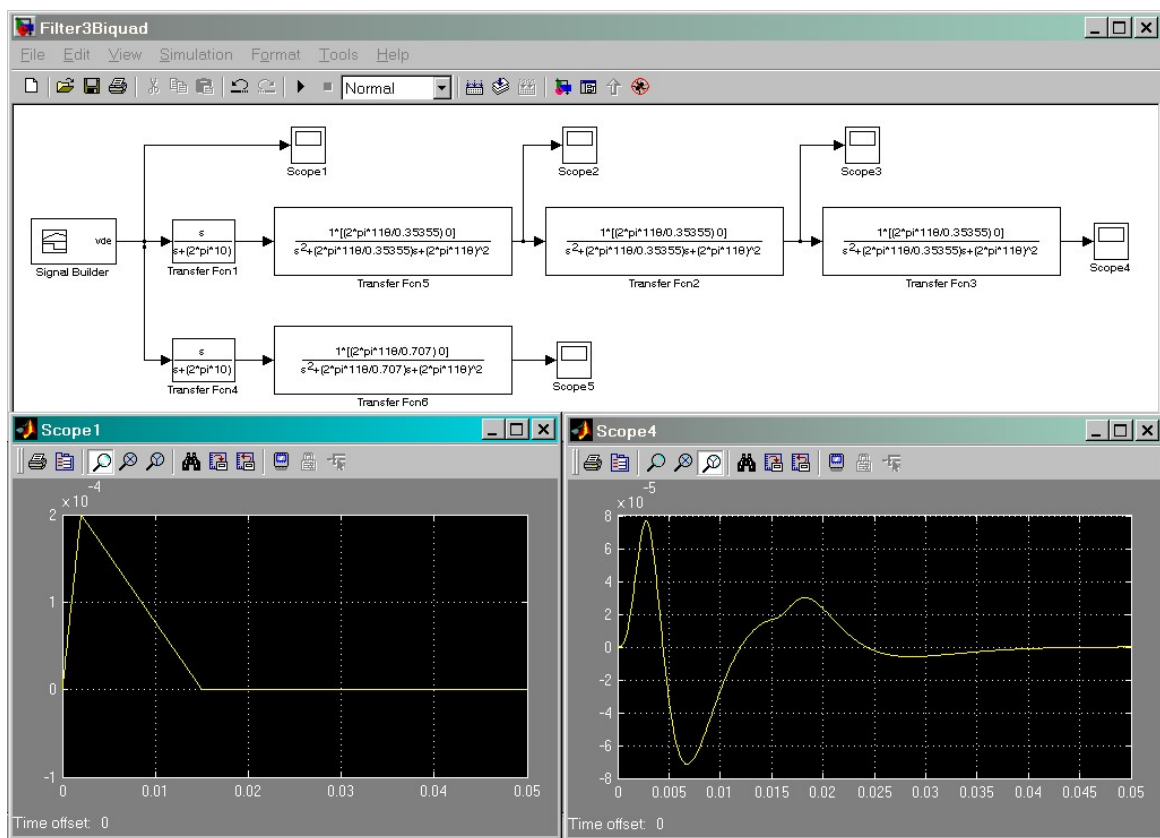 Filter3Biquad
File Edit View Simulation Format Tools Help
Normal
Scope1
Scope2
Scope3
vde
Signal Builder
s
s+(2*pi*10)
Transfer Fcn1
1*[(2*pi*118/0.35355) 0]
s²+(2*pi*118/0.35355)s+(2*pi*118)^2
Transfer Fcn5
1*[(2*pi*118/0.35355) 0]
s²+(2*pi*118/0.35355)s+(2*pi*118)^2
Transfer Fcn2
1*[(2*pi*118/0.35355) 0]
s²+(2*pi*118/0.35355)s+(2*pi*118)^2
Transfer Fcn3
Scope4
s
s+(2*pi*10)
Transfer Fcn4
1*[(2*pi*118/0.707) 0]
s²+(2*pi*118/0.707)s+(2*pi*118)^2
Transfer Fcn6
Scope5
Scope1
x 10 -4
2
1
0
-1
0 0.01 0.02 0.03 0.04 0.05
Time offset: 0
Scope4
x 10 -5
8
6
4
2
0
-2
-4
-6
-8
0 0.005 0.01 0.015 0.02 0.025 0.03 0.035 0.04 0.045 0.05
Time offset: 0